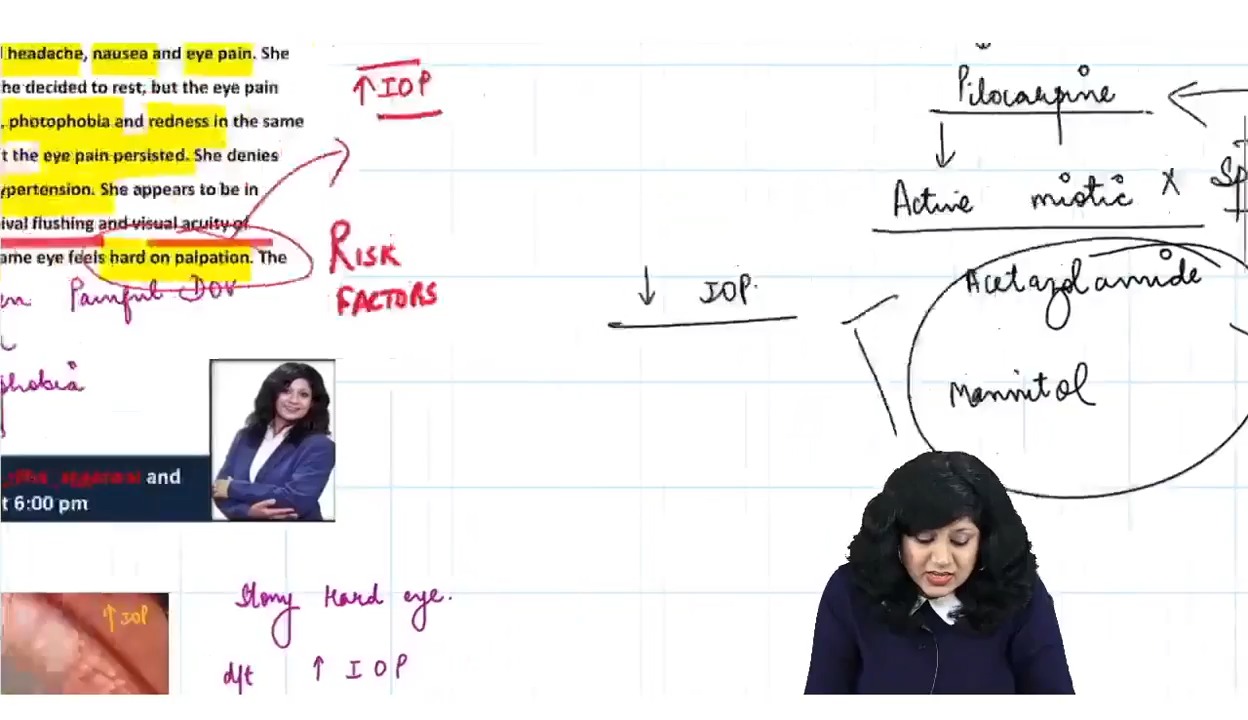 headache, nausea and eye pain. She
he decided to rest, but the eye pain
, photophobia and redness in the same
t the eye pain persisted. She denies
ypertension. She appears to be in
ival flushing and visual acuity of
ame eye feels hard on palpation. The
Painful DOV
phobia
↑ IOP
RISK
FACTORS
and
t 6:00 pm
↑ IOP
Stony Hard eye.
d/t ↑ IOP
↓ IOP.
Pilocarpine
↓
Active miotic X Sp
Acetazolamide
Mannitol